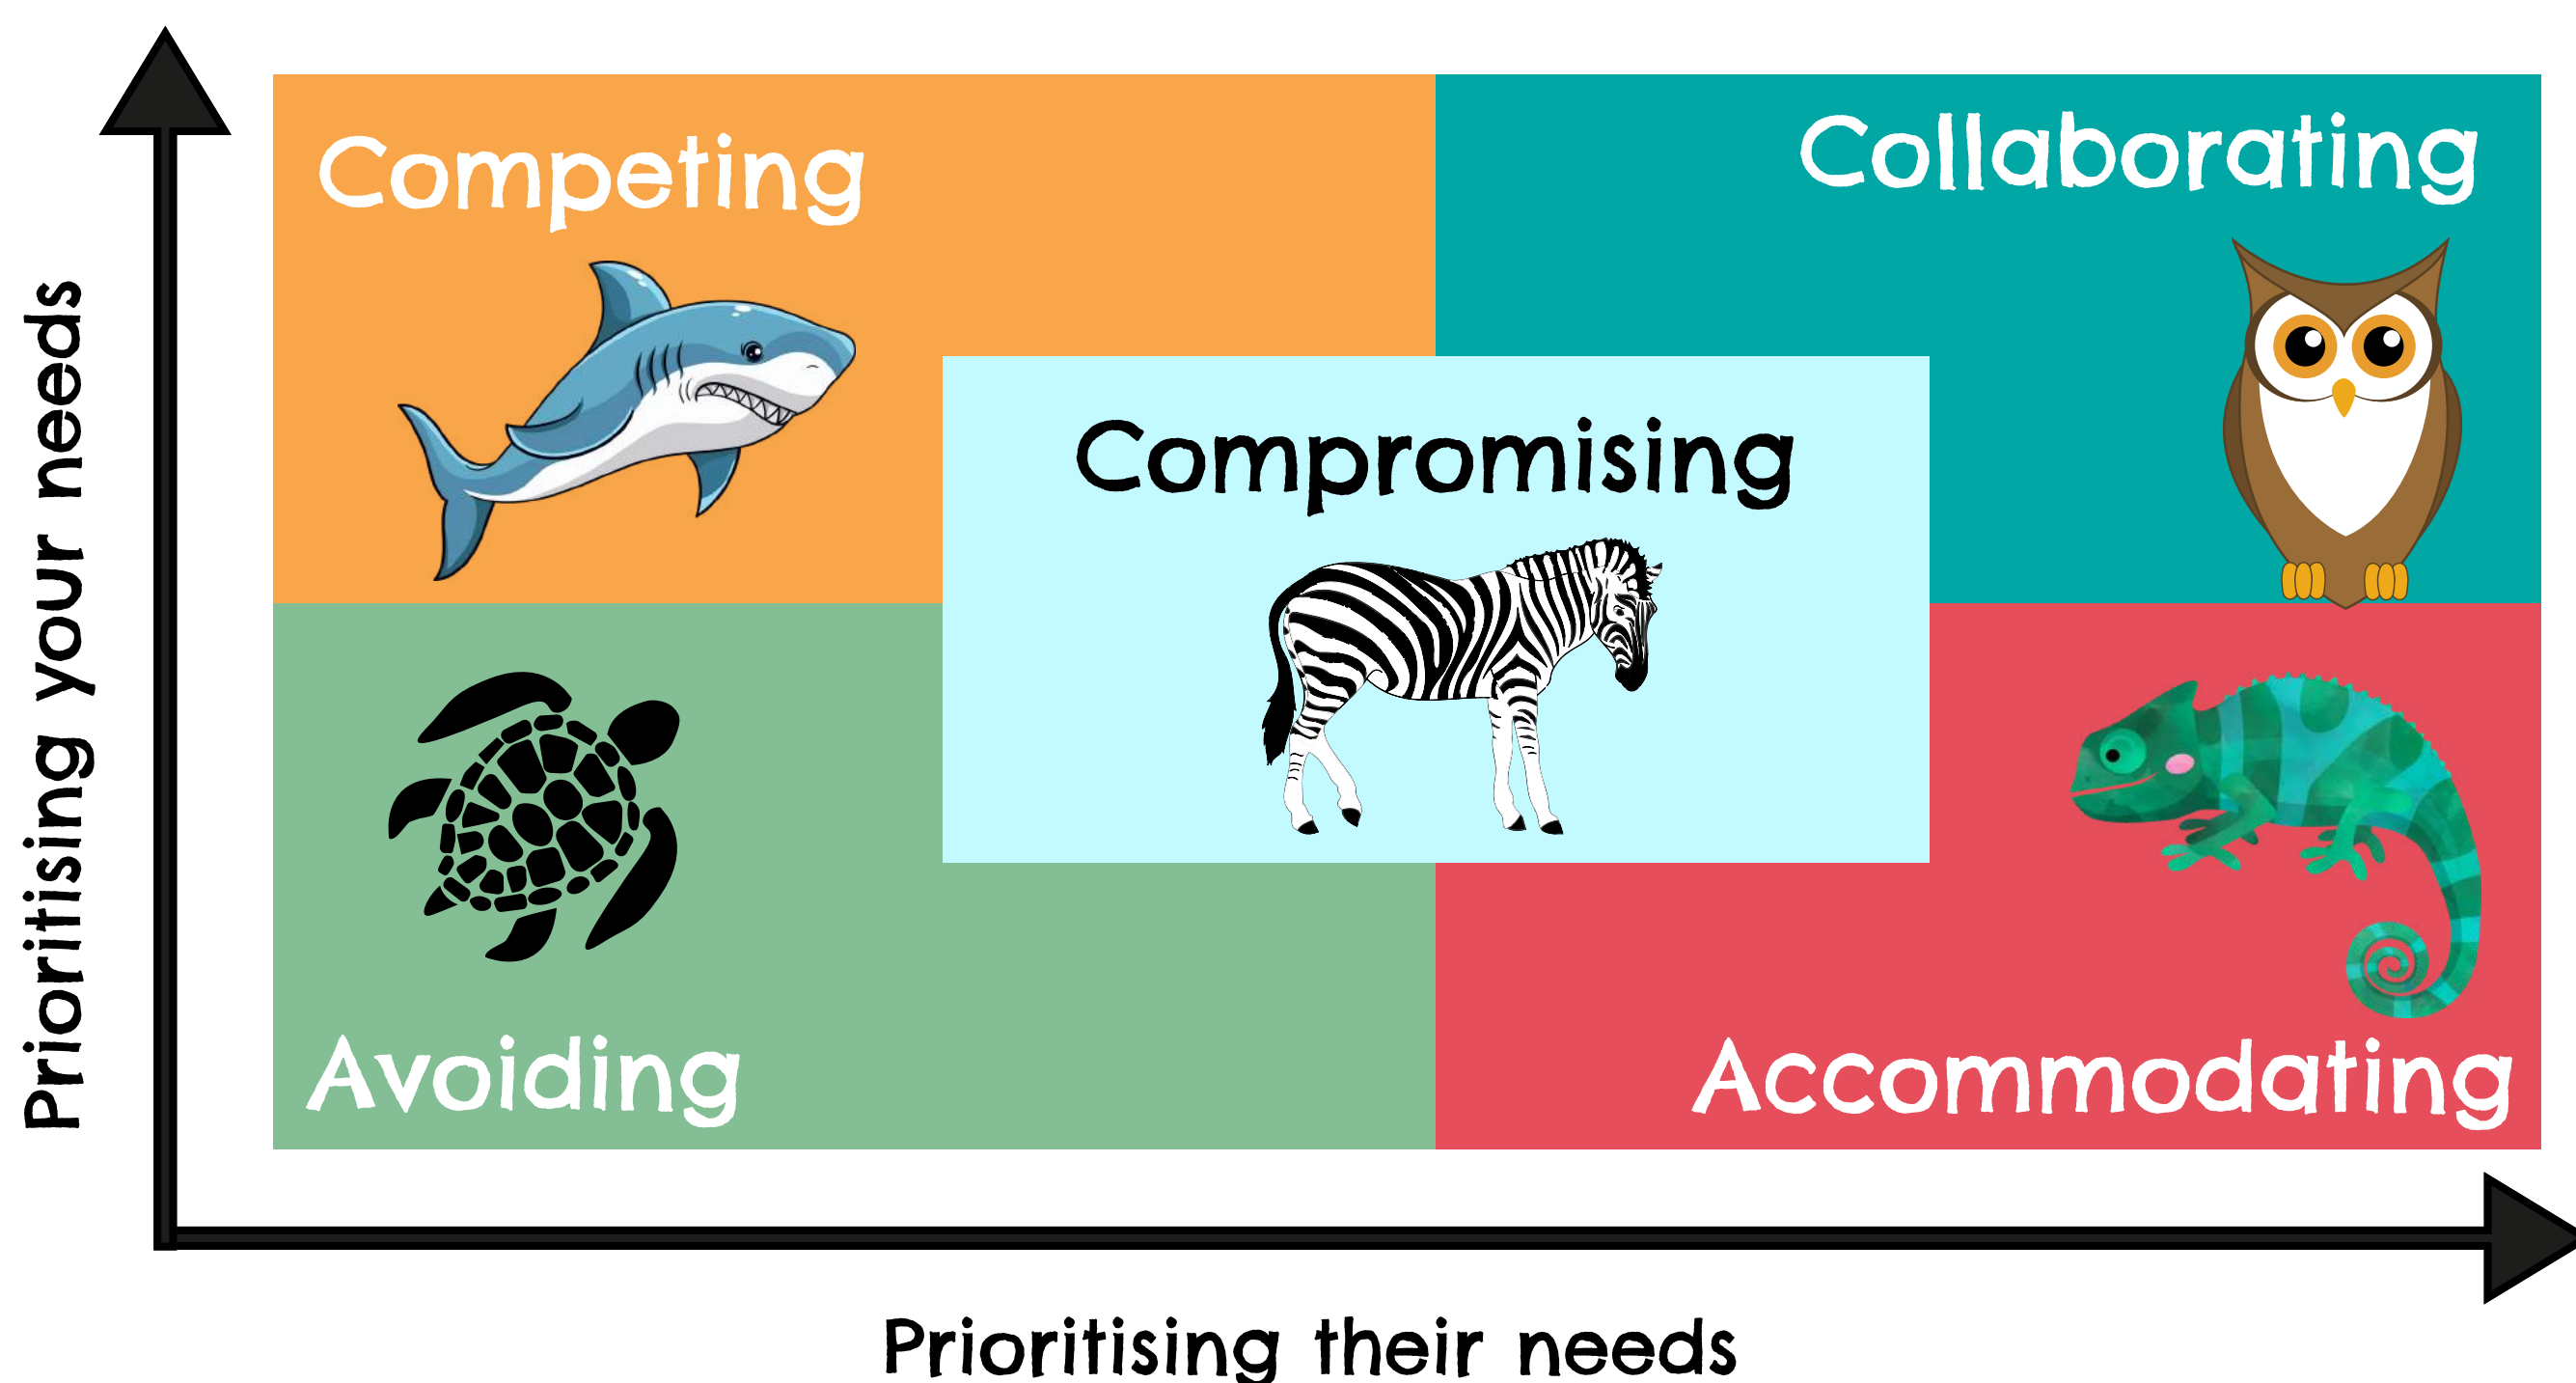 Competing
Collaborating
Prioritising your needs
Compromising
Avoiding
Accommodating
Prioritising their needs